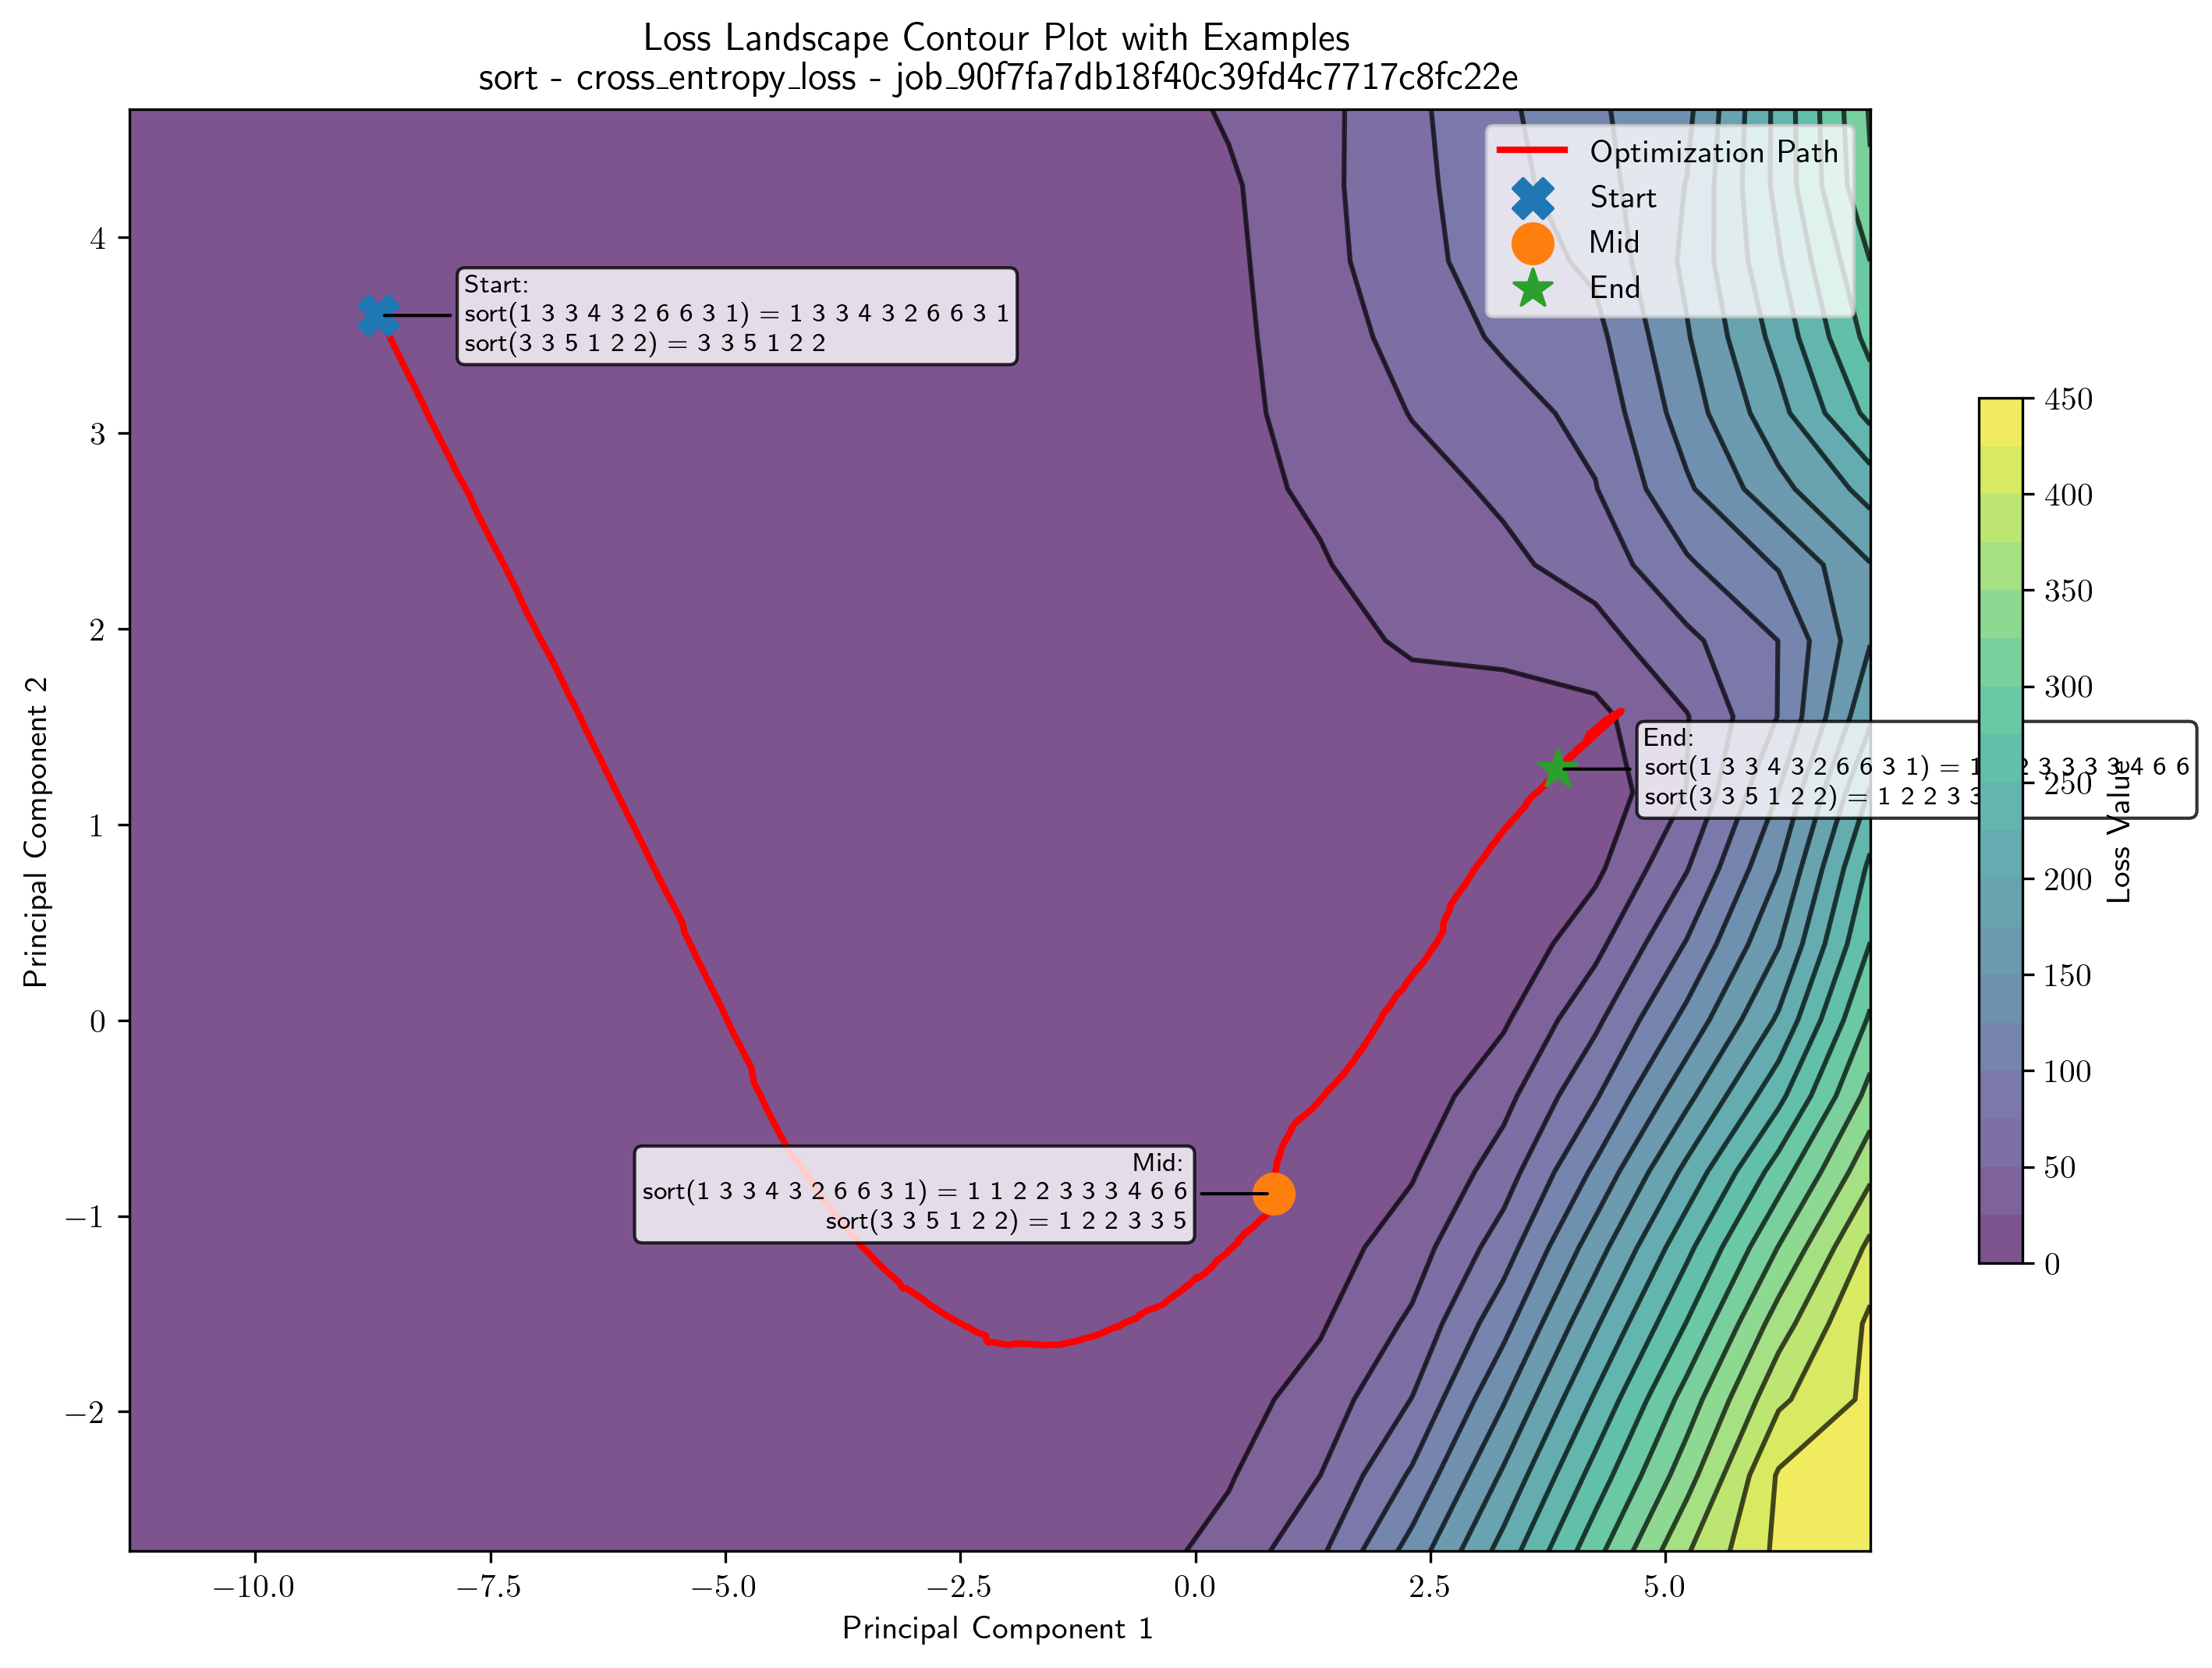 Loss Landscape Contour Plot with Examples
sort - cross_entropy_loss - job_90f7fa7db18f40c39fd4c7717c8fc22e
Optimization Path
Start
Mid
End
Start:
sort(1 3 3 4 3 2 6 6 3 1) = 1 3 3 4 3 2 6 6 3 1
sort(3 3 5 1 2 2) = 3 3 5 1 2 2
End:
sort(1 3 3 4 3 2 6 6 3 1) = 1 2 3 3 3 3 4 6 6
sort(3 3 5 1 2 2) = 1 2 2 3 3
Mid:
sort(1 3 3 4 3 2 6 6 3 1) = 1 1 2 2 3 3 3 4 6 6
sort(3 3 5 1 2 2) = 1 2 2 3 3 5
Principal Component 2
4
3
2
1
0
−1
−2
−10.0
−7.5
−5.0
−2.5
0.0
2.5
5.0
Principal Component 1
450
400
350
300
250
200
150
100
50
0
Loss Value